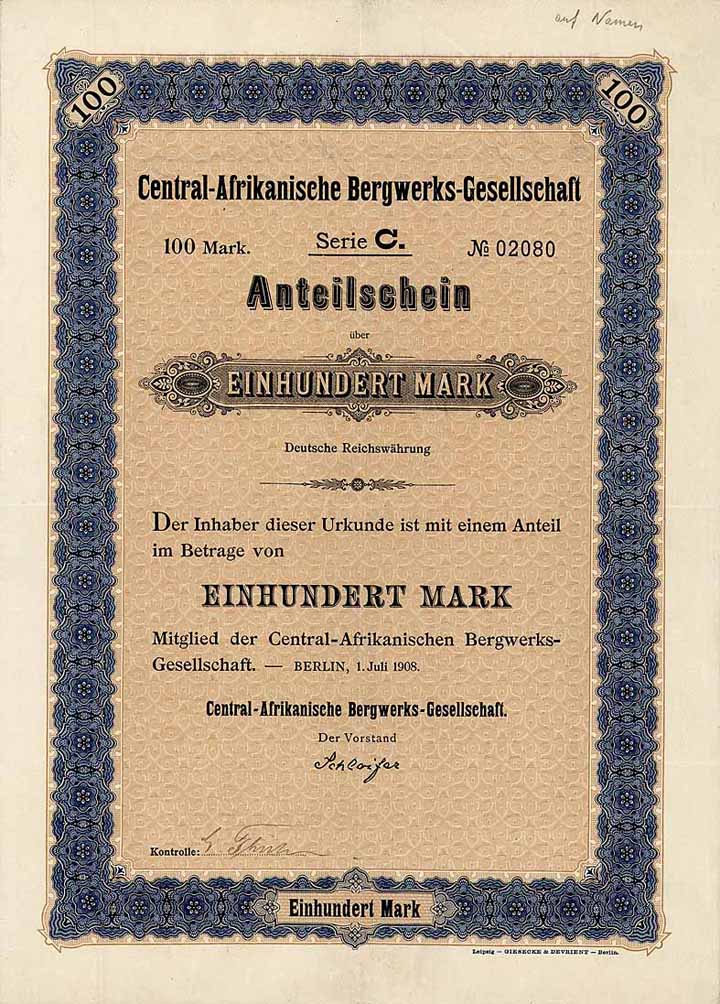 auf Namen
100
100
Central-Afrikanische Bergwerks-Gesellschaft
100 Mark. Serie C. № 02080
Anteilschein
über
EINHUNDERT MARK
Deutsche Reichswährung
Der Inhaber dieser Urkunde ist mit einem Anteil
im Betrage von
EINHUNDERT MARK
Mitglied der Central-Afrikanischen Bergwerks-
Gesellschaft. — BERLIN, 1. Juli 1908.
Central-Afrikanische Bergwerks-Gesellschaft.
Der Vorstand
Schloifer
Kontrolle:
Einhundert Mark
Leipzig — GIESECKE & DEVRIENT — Berlin.